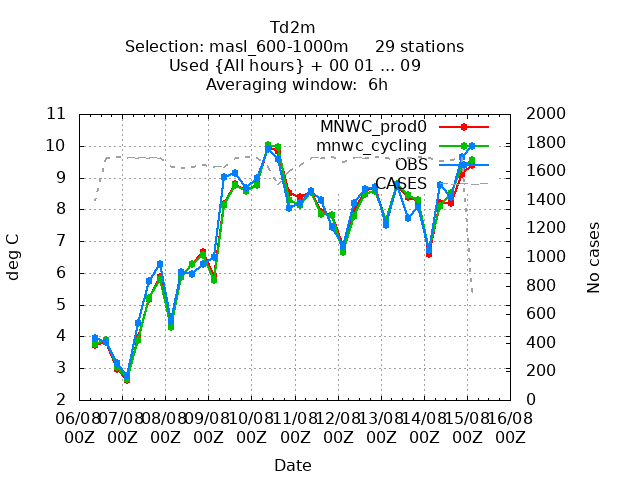 Td2m
Selection: masl_600-1000m     29 stations
Used {All hours} + 00 01 ... 09
Averaging window:  6h
11
10
9
8
7
6
5
4
3
2
deg C
2000
1800
1600
1400
1200
1000
800
600
400
200
0
No cases
MNWC_prod0
mnwc_cycling
OBS
CASES
06/08 07/08 08/08 09/08 10/08 11/08 12/08 13/08 14/08 15/08 16/08
00Z 00Z 00Z 00Z 00Z 00Z 00Z 00Z 00Z 00Z 00Z
Date